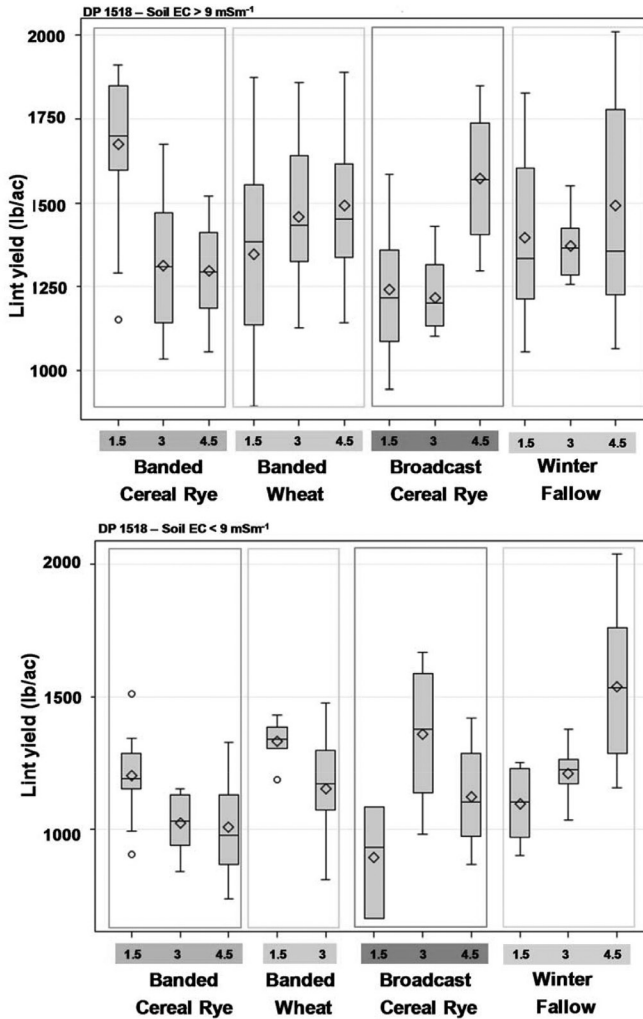 DP 1518 – Soil EC > 9 mSm⁻¹
Lint yield (lb/ac)
2000
1750
1500
1250
1000
1.5 3 4.5 1.5 3 4.5 1.5 3 4.5 1.5 3 4.5
Banded Banded Broadcast Winter
Cereal Rye Wheat Cereal Rye Fallow
DP 1518 – Soil EC < 9 mSm⁻¹
Lint yield (lb/ac)
2000
1500
1000
1.5 3 4.5 1.5 3 1.5 3 4.5 1.5 3 4.5
Banded Banded Broadcast Winter
Cereal Rye Wheat Cereal Rye Fallow